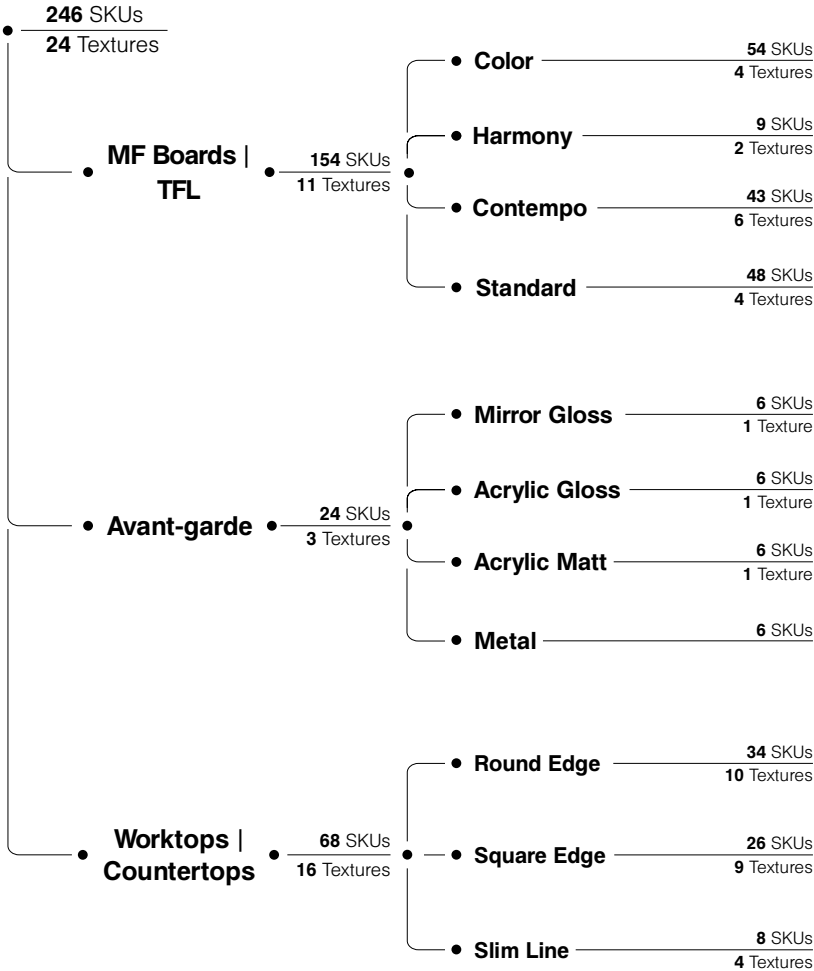 246 SKUs
24 Textures
MF Boards |
TFL
154 SKUs
11 Textures
Color
54 SKUs
4 Textures
Harmony
9 SKUs
2 Textures
Contempo
43 SKUs
6 Textures
Standard
48 SKUs
4 Textures
Avant-garde
24 SKUs
3 Textures
Mirror Gloss
6 SKUs
1 Texture
Acrylic Gloss
6 SKUs
1 Texture
Acrylic Matt
6 SKUs
1 Texture
Metal
6 SKUs
Worktops |
Countertops
68 SKUs
16 Textures
Round Edge
34 SKUs
10 Textures
Square Edge
26 SKUs
9 Textures
Slim Line
8 SKUs
4 Textures